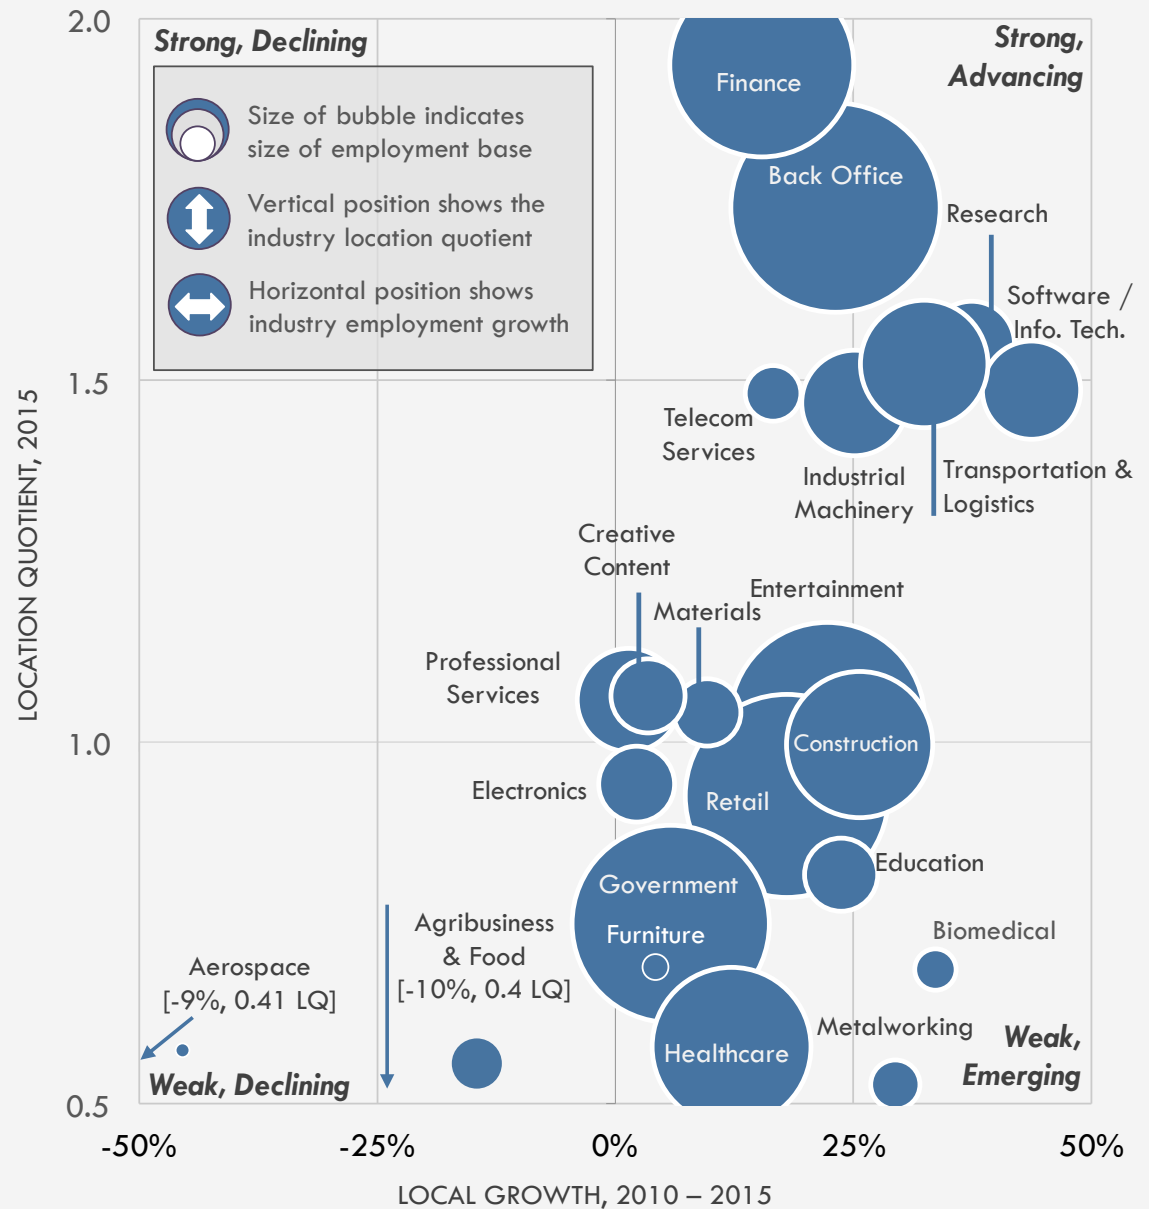 2.0
Strong, Declining
Strong,
Advancing
Size of bubble indicates
size of employment base
Vertical position shows the
industry location quotient
Horizontal position shows
industry employment growth
Finance
Back Office
Research
Software /
Info. Tech.
1.5
Telecom
Services
Industrial
Machinery
Transportation &
Logistics
LOCATION QUOTIENT, 2015
Creative
Content
Entertainment
Materials
Professional
Services
1.0
Construction
Electronics
Retail
Education
Government
Furniture
Agribusiness
& Food
[-10%, 0.4 LQ]
Biomedical
Aerospace
[-9%, 0.41 LQ]
Metalworking
Healthcare
Weak,
Emerging
Weak, Declining
0.5
-50%
-25%
0%
25%
50%
LOCAL GROWTH, 2010 – 2015